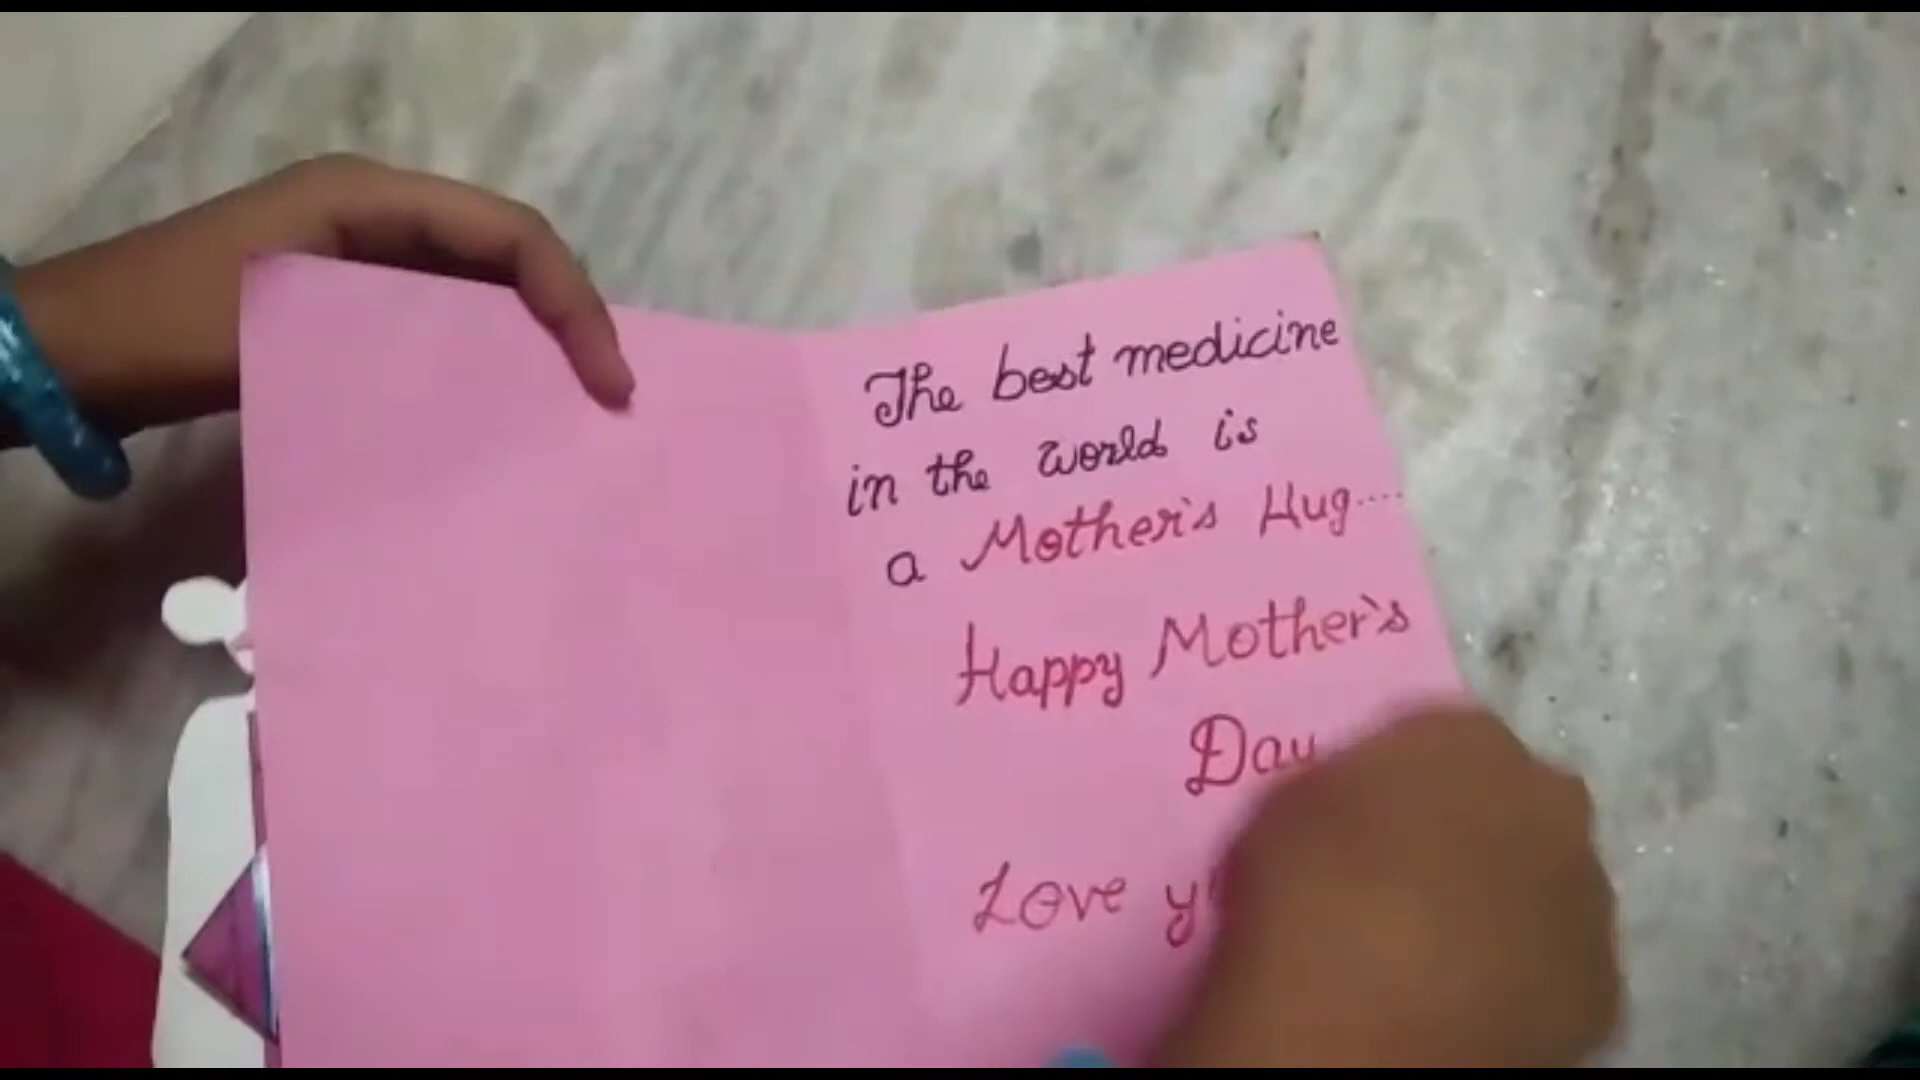 The best medicine
in the world is
a Mother's Hug....
Happy Mother's
Day
Love